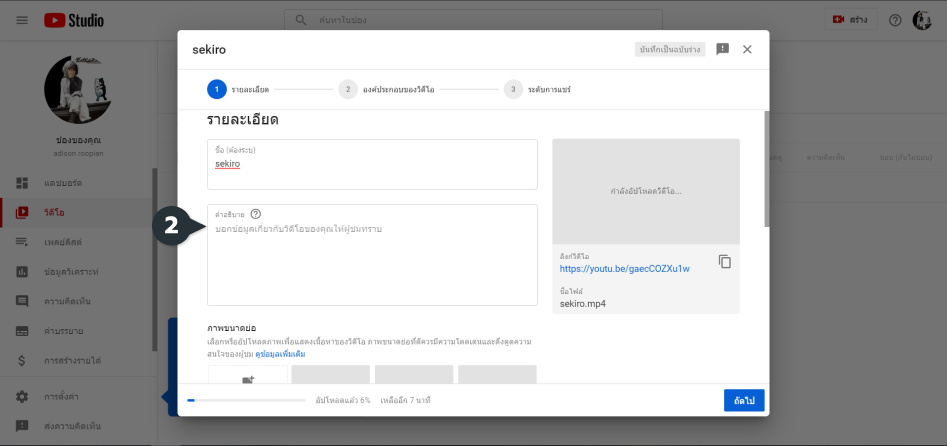 Studio
ค้นหาในช่อง
สร้าง
ช่องของคุณ
adison roopian
แดชบอร์ด
วิดีโอ
เพลย์ลิสต์
ข้อมูลวิเคราะห์
ความคิดเห็น
คำบรรยาย
การสร้างรายได้
การตั้งค่า
ส่งความคิดเห็น
sekiro
บันทึกเป็นฉบับร่าง
1 รายละเอียด
2 องค์ประกอบของวิดีโอ
3 ระดับการแชร์
รายละเอียด
ชื่อ (ต้องระบุ)
sekiro
2
คำอธิบาย
บอกข้อมูลเกี่ยวกับวิดีโอของคุณให้ผู้ชมทราบ
กำลังอัปโหลดวิดีโอ...
ลิงก์วิดีโอ
https://youtu.be/gaecCOZXu1w
ชื่อไฟล์
sekiro.mp4
ภาพขนาดย่อ
เลือกหรืออัปโหลดภาพเพื่อแสดงเนื้อหาของวิดีโอ ภาพขนาดย่อที่ดีควรมีความโดดเด่นและดึงดูดความ
สนใจของผู้ชม ดูข้อมูลเพิ่มเติม
อัปโหลดแล้ว 6%
เหลืออีก 7 นาที
ถัดไป
ความคิดเห็น